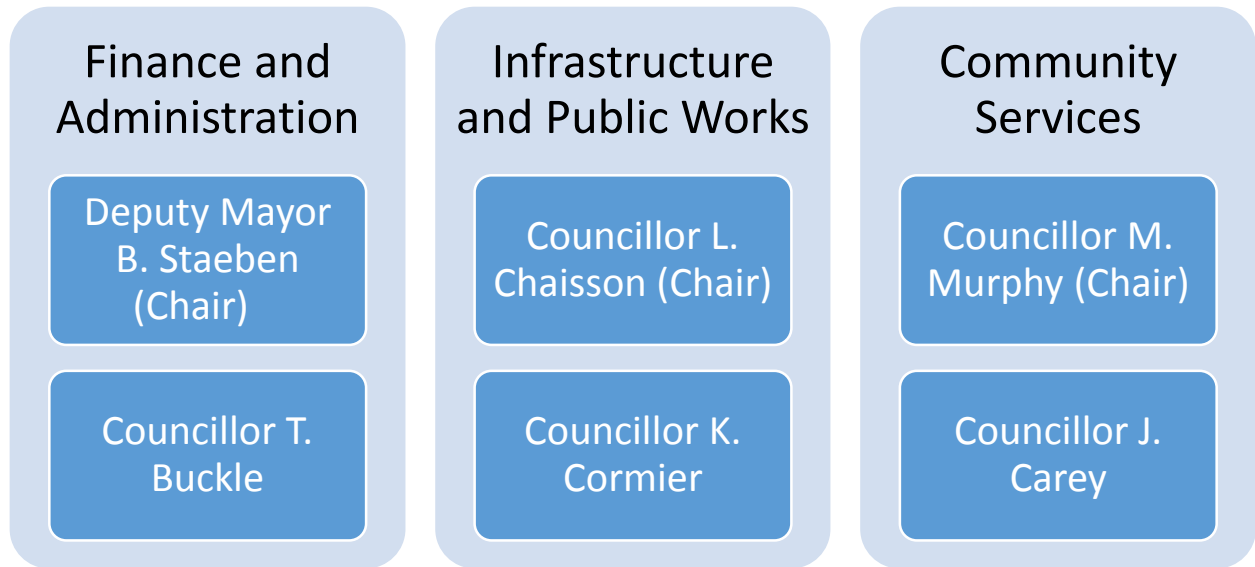 Finance and
Administration
Deputy Mayor
B. Staeben
(Chair)
Councillor T.
Buckle
Infrastructure
and Public Works
Councillor L.
Chaisson (Chair)
Councillor K.
Cormier
Community
Services
Councillor M.
Murphy (Chair)
Councillor J.
Carey